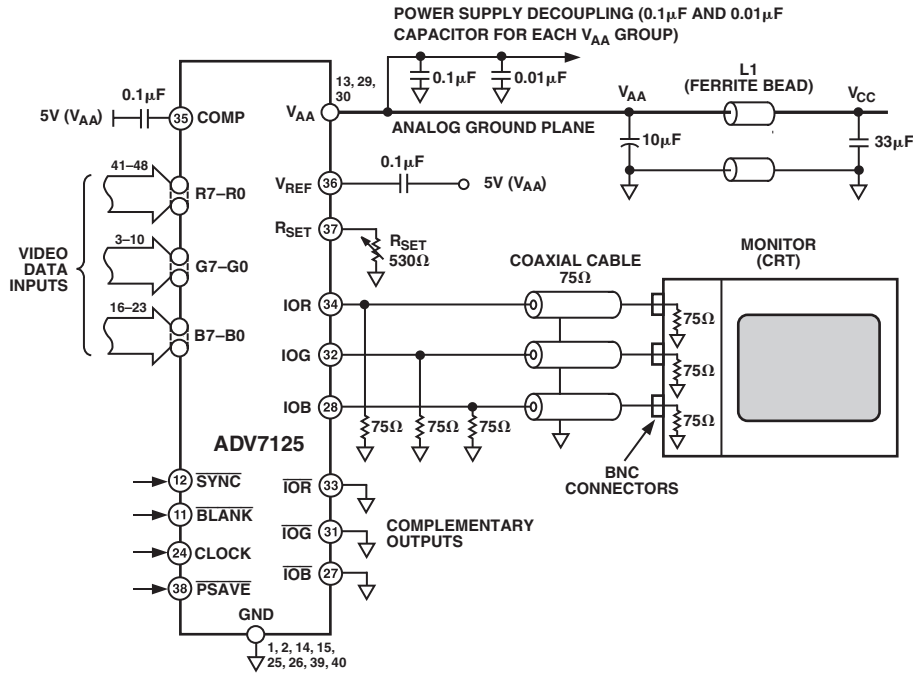 POWER SUPPLY DECOUPLING (0.1μF AND 0.01μF
CAPACITOR FOR EACH VAA GROUP)
0.1μF
0.01μF
L1
(FERRITE BEAD)
13, 29,
30
VAA
VAA
VCC
ANALOG GROUND PLANE
10μF
33μF
0.1μF
5V (VAA)
35
COMP
0.1μF
VREF
36
5V (VAA)
41–48
R7–R0
RSET
37
RSET
530Ω
VIDEO
DATA
INPUTS
3–10
G7–G0
16–23
B7–B0
COAXIAL CABLE
75Ω
MONITOR
(CRT)
IOR
34
75Ω
IOG
32
75Ω
IOB
28
75Ω
75Ω
75Ω
75Ω
ADV7125
BNC
CONNECTORS
12
SYNC
IOR
33
11
BLANK
IOG
31
COMPLEMENTARY
OUTPUTS
24
CLOCK
IOB
27
38
PSAVE
GND
1, 2, 14, 15,
25, 26, 39, 40